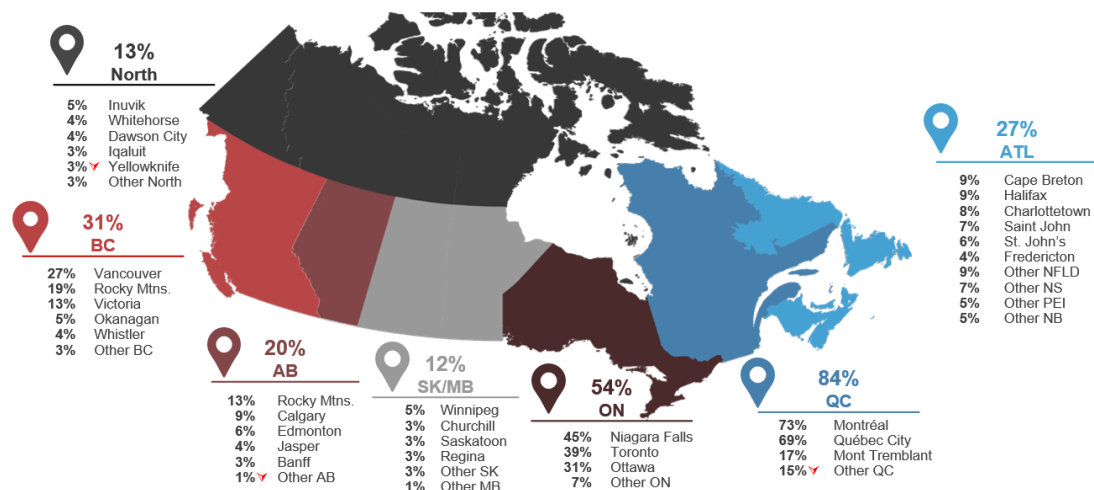 13%
North
5% Inuvik
4% Whitehorse
4% Dawson City
3% Iqaluit
3% Yellowknife
3% Other North
31%
BC
27% Vancouver
19% Rocky Mtns.
13% Victoria
5% Okanagan
4% Whistler
3% Other BC
20%
AB
13% Rocky Mtns.
9% Calgary
6% Edmonton
4% Jasper
3% Banff
1% Other AB
12%
SK/MB
5% Winnipeg
3% Churchill
3% Saskatoon
3% Regina
3% Other SK
1% Other MB
54%
ON
45% Niagara Falls
39% Toronto
31% Ottawa
7% Other ON
84%
QC
73% Montréal
69% Québec City
17% Mont Tremblant
15% Other QC
27%
ATL
9% Cape Breton
9% Halifax
8% Charlottetown
7% Saint John
6% St. John's
4% Fredericton
9% Other NFLD
7% Other NS
5% Other PEI
5% Other NB